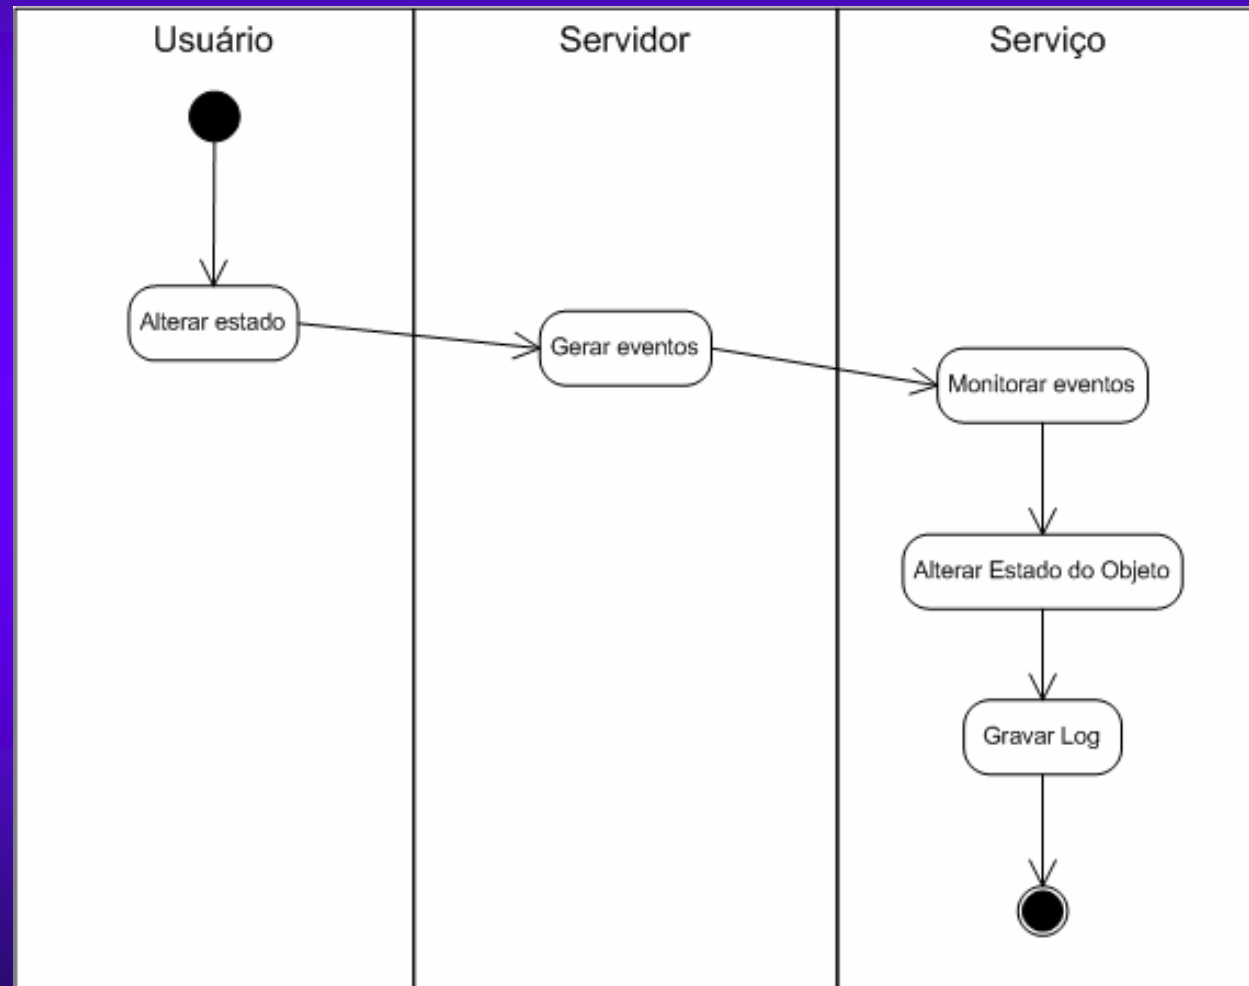 Usuário
Servidor
Serviço
Alterar estado
Gerar eventos
Monitorar eventos
Alterar Estado do Objeto
Gravar Log